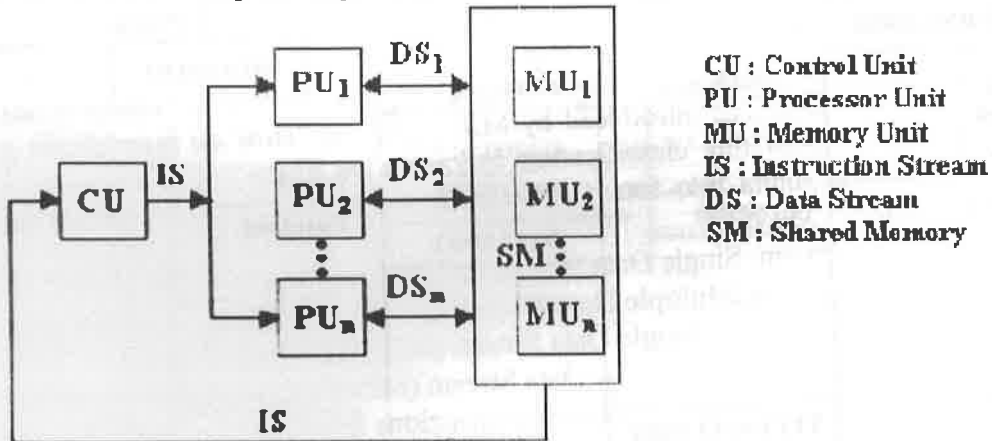 PU₁
DS₁
MU₁
CU : Control Unit
PU : Processor Unit
MU : Memory Unit
IS : Instruction Stream
DS : Data Stream
SM : Shared Memory
CU
IS
PU₂
DS₂
MU₂
SM
PUₙ
DSₙ
MUₙ
IS